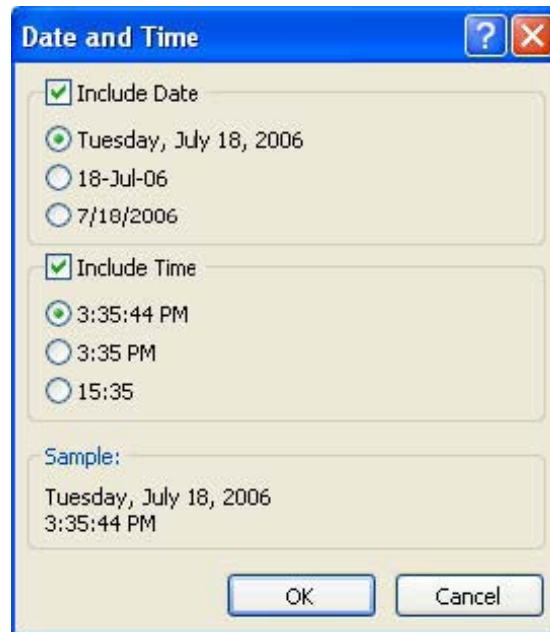 Date and Time
Include Date
Tuesday, July 18, 2006
18-Jul-06
7/18/2006
Include Time
3:35:44 PM
3:35 PM
15:35
Sample:
Tuesday, July 18, 2006
3:35:44 PM
OK Cancel